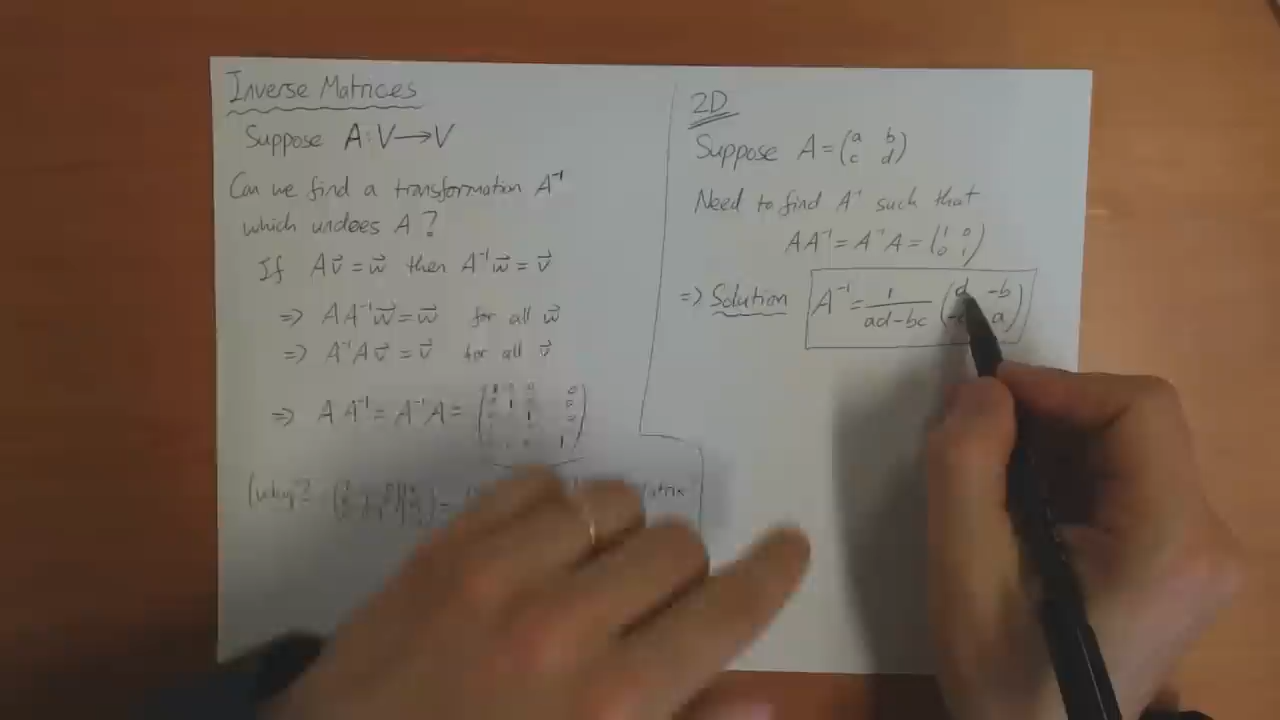 Inverse Matrices
Suppose A: V⟶V
Can we find a transformation A⁻¹
which undoes A?
If Av⃗ = w⃗ then A⁻¹w⃗ = v⃗
⇒ AA⁻¹w⃗ = w⃗ for all w⃗
⇒ A⁻¹Av⃗ = v⃗ for all v⃗
⇒ AA⁻¹ = A⁻¹A =
(why?
2D
Suppose A = (a b
c d)
Need to find A⁻¹ such that
AA⁻¹ = A⁻¹A = (1 0
0 1)
⇒ Solution A⁻¹ = 1/(ad-bc) (d -b
a)